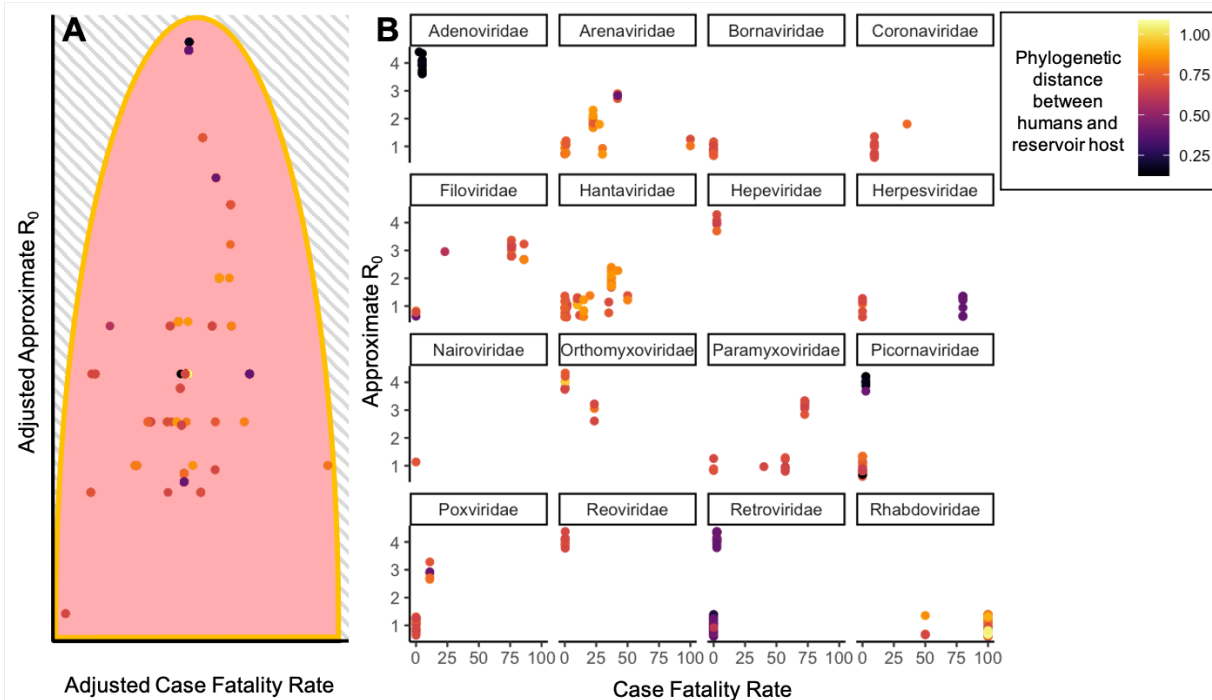 A
Adjusted Approximate R0
Adjusted Case Fatality Rate
B
Adenoviridae Arenaviridae Bornaviridae Coronaviridae
4
3
2
1
Filoviridae Hantaviridae Hepeviridae Herpesviridae
4
3
2
1
Nairoviridae Orthomyxoviridae Paramyxoviridae Picornaviridae
4
3
2
1
Poxviridae Reoviridae Retroviridae Rhabdoviridae
4
3
2
1
0 25 50 75 100 0 25 50 75 100 0 25 50 75 100 0 25 50 75 100
Approximate R0
Case Fatality Rate
Phylogenetic
distance
between
humans and
reservoir host
1.00
0.75
0.50
0.25